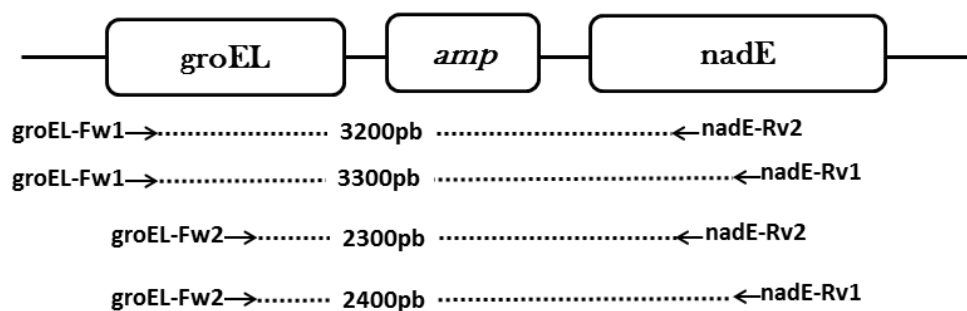 groEL amp nadE
groEL-Fw1 3200pb nadE-Rv2
groEL-Fw1 3300pb nadE-Rv1
groEL-Fw2 2300pb nadE-Rv2
groEL-Fw2 2400pb nadE-Rv1